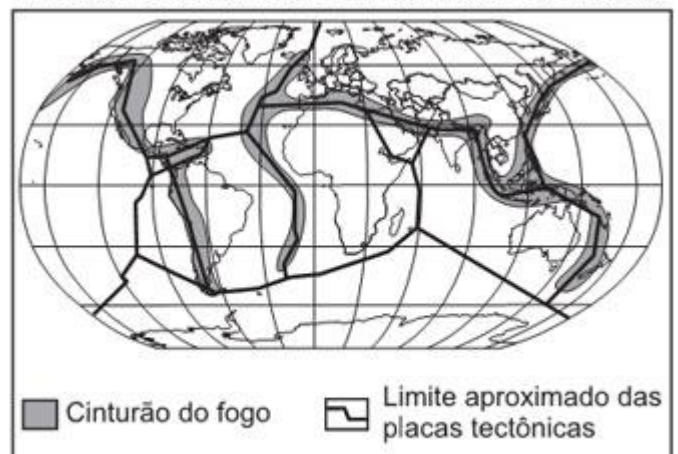 Cinturão do fogo
Limite aproximado das
placas tectônicas